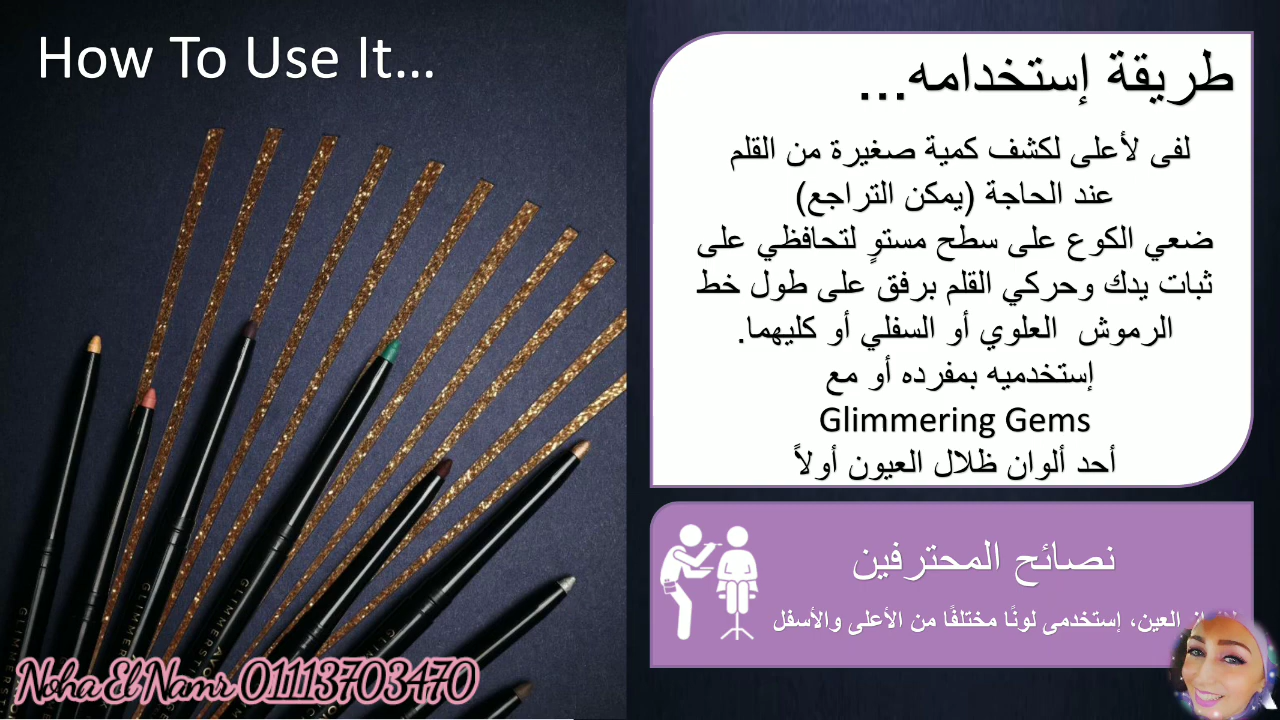 How To Use It...
طريقة إستخدامه...
لفى لأعلى لكشف كمية صغيرة من القلم
عند الحاجة (يمكن التراجع)
ضعي الكوع على سطح مستوٍ لتحافظي على
ثبات يدك وحركي القلم برفق على طول خط
الرموش العلوي أو السفلي أو كليهما.
إستخدميه بمفرده أو مع
Glimmering Gems
أحد ألوان ظلال العيون أولاً
نصائح المحترفين
العين، إستخدمى لونًا مختلفًا من الأعلى والأسفل
GLIMMERS
GLIMMERSTI
Noha El Namr 01113703470